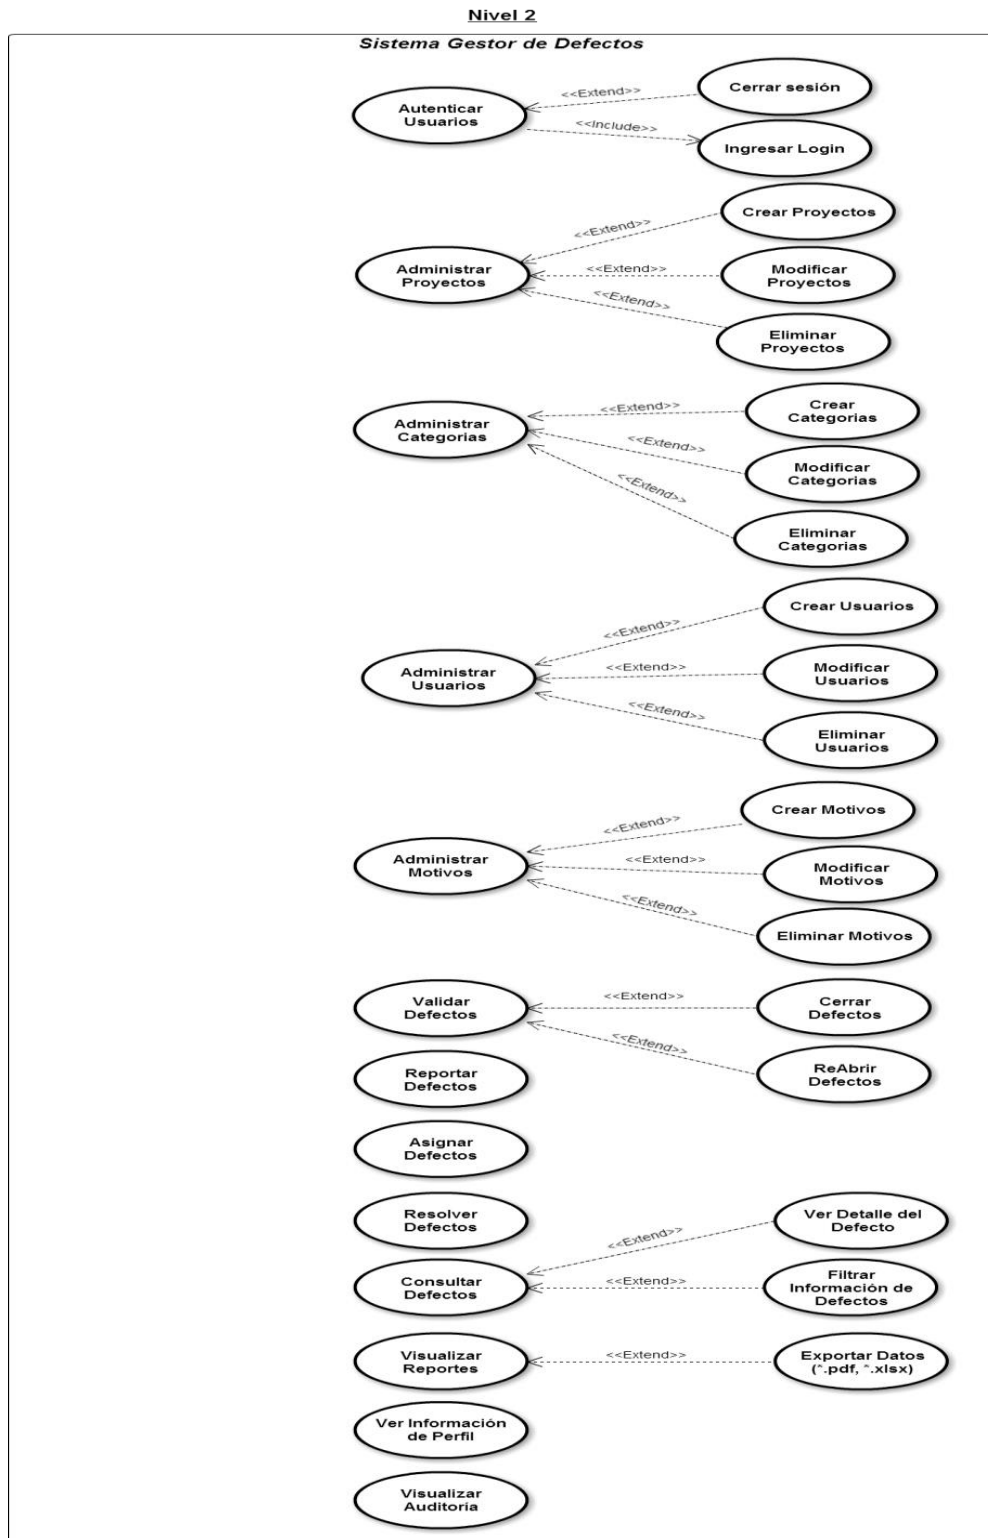 Nivel 2
Sistema Gestor de Defectos
Autenticar
Usuarios
<<Extend>>
Cerrar sesión
<<Include>>
Ingresar Login
Administrar
Proyectos
<<Extend>>
Crear Proyectos
<<Extend>>
Modificar
Proyectos
<<Extend>>
Eliminar
Proyectos
Administrar
Categorias
<<Extend>>
Crear
Categorias
<<Extend>>
Modificar
Categorias
<<Extend>>
Eliminar
Categorias
Administrar
Usuarios
<<Extend>>
Crear Usuarios
<<Extend>>
Modificar
Usuarios
<<Extend>>
Eliminar
Usuarios
Administrar
Motivos
<<Extend>>
Crear Motivos
<<Extend>>
Modificar
Motivos
<<Extend>>
Eliminar Motivos
Validar
Defectos
<<Extend>>
Cerrar
Defectos
<<Extend>>
ReAbrir
Defectos
Reportar
Defectos
Asignar
Defectos
Resolver
Defectos
Consultar
Defectos
<<Extend>>
Ver Detalle del
Defecto
<<Extend>>
Filtrar
Información de
Defectos
Visualizar
Reportes
<<Extend>>
Exportar Datos
(*.pdf, *.xlsx)
Ver Información
de Perfil
Visualizar
Auditoría